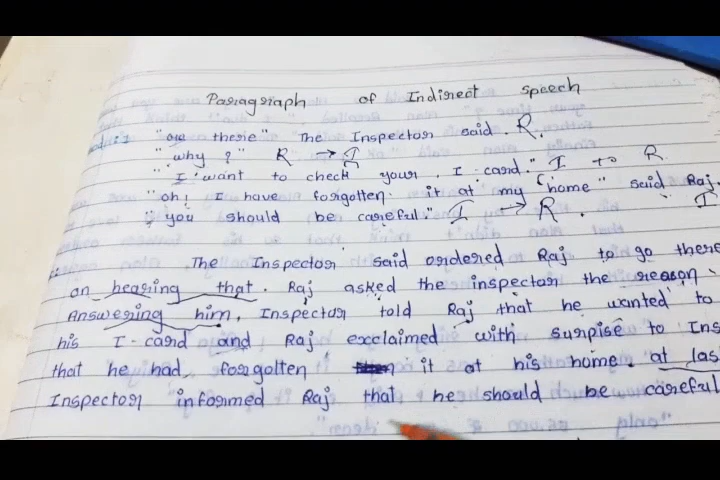 Paragraph of Indirect speech
"Go there" The Inspector said R.
"why?" R → I
"I want to check your I-card." I to R
"oh! I have forgotten it at my home" said Raj.
"you should be careful." I → R. I
The Inspector said ordered Raj to go there
on hearing that. Raj asked the inspector the reason
Answering him, Inspector told Raj that he wanted to
his I-card and Raj exclaimed with surpise to Ins
that he had forgotten it at his home. at las
Inspector informed Raj that he should be careful